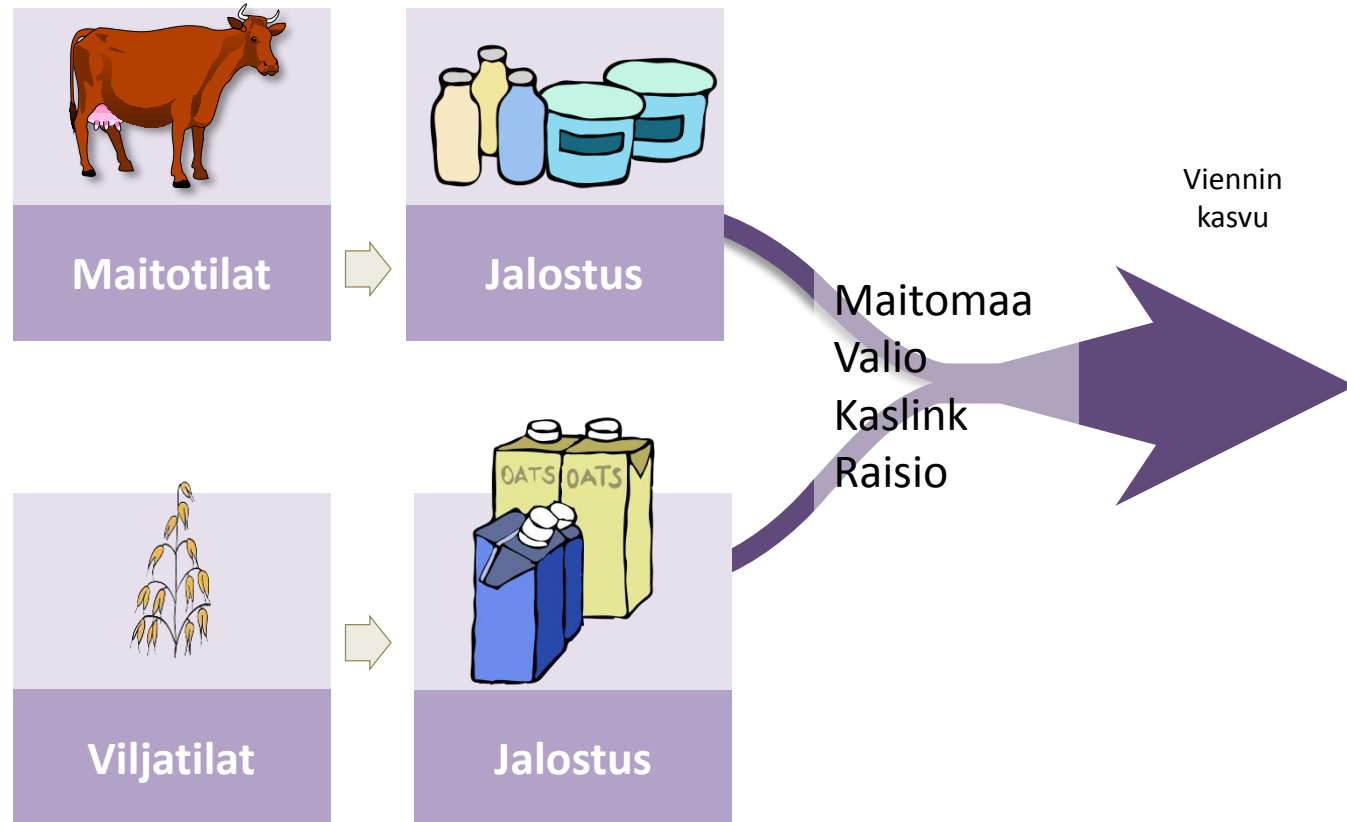 Maitotilat
Jalostus
Viennin
kasvu
Maitomaa
Valio
Kaslink
Raisio
OATS
OATS
Viljatilat
Jalostus